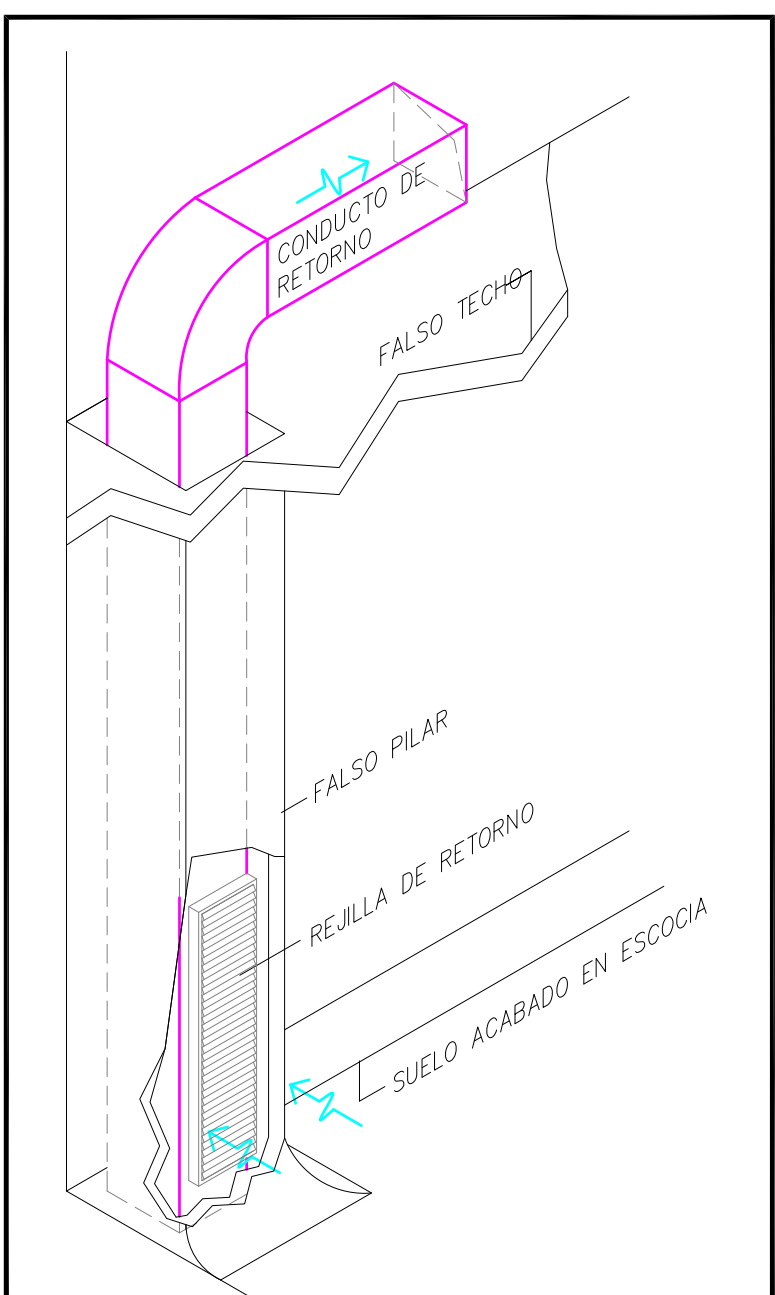 CONDUCTO DE
RETORNO
FALSO TECHO
FALSO PILAR
REJILLA DE RETORNO
SUELO ACABADO EN ESCOCIA